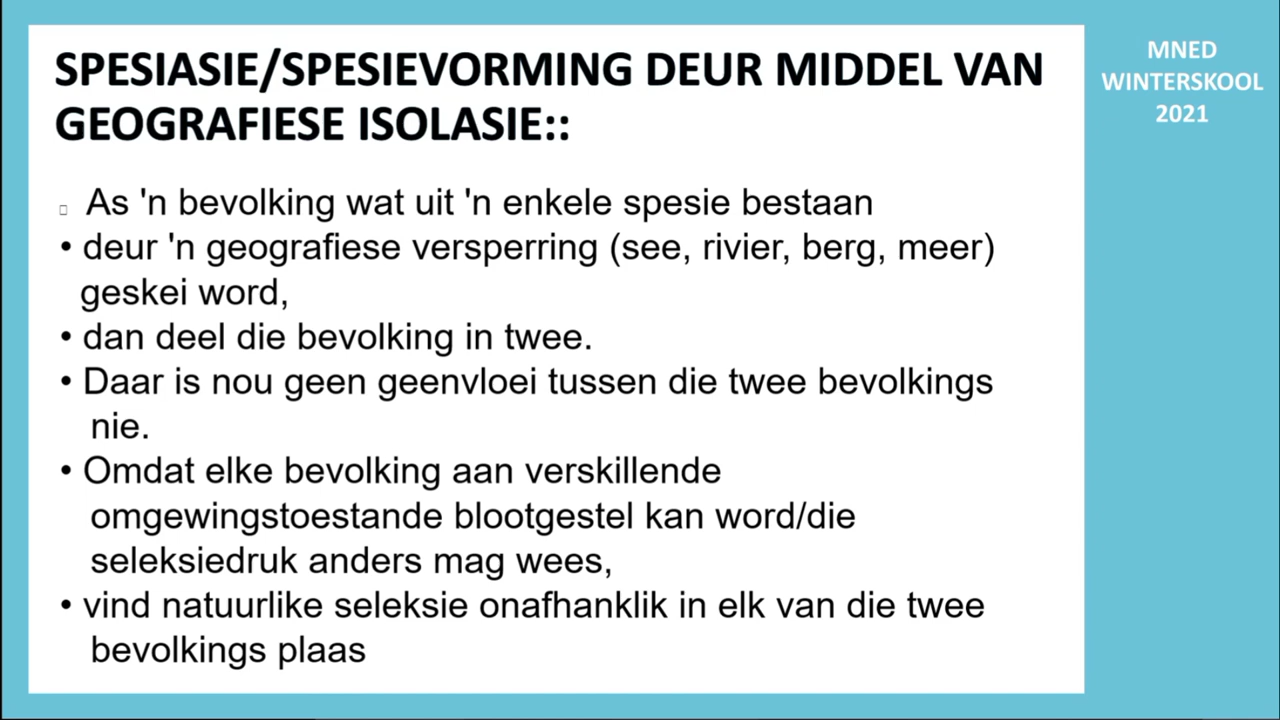 SPESIASIE/SPESIEVORMING DEUR MIDDEL VAN
GEOGRAFIESE ISOLASIE::
As 'n bevolking wat uit 'n enkele spesie bestaan
• deur 'n geografiese versperring (see, rivier, berg, meer)
geskei word,
• dan deel die bevolking in twee.
• Daar is nou geen geenvloei tussen die twee bevolkings
nie.
• Omdat elke bevolking aan verskillende
omgewingstoestande blootgestel kan word/die
seleksiedruk anders mag wees,
• vind natuurlike seleksie onafhanklik in elk van die twee
bevolkings plaas
MNED
WINTERSKOOL
2021